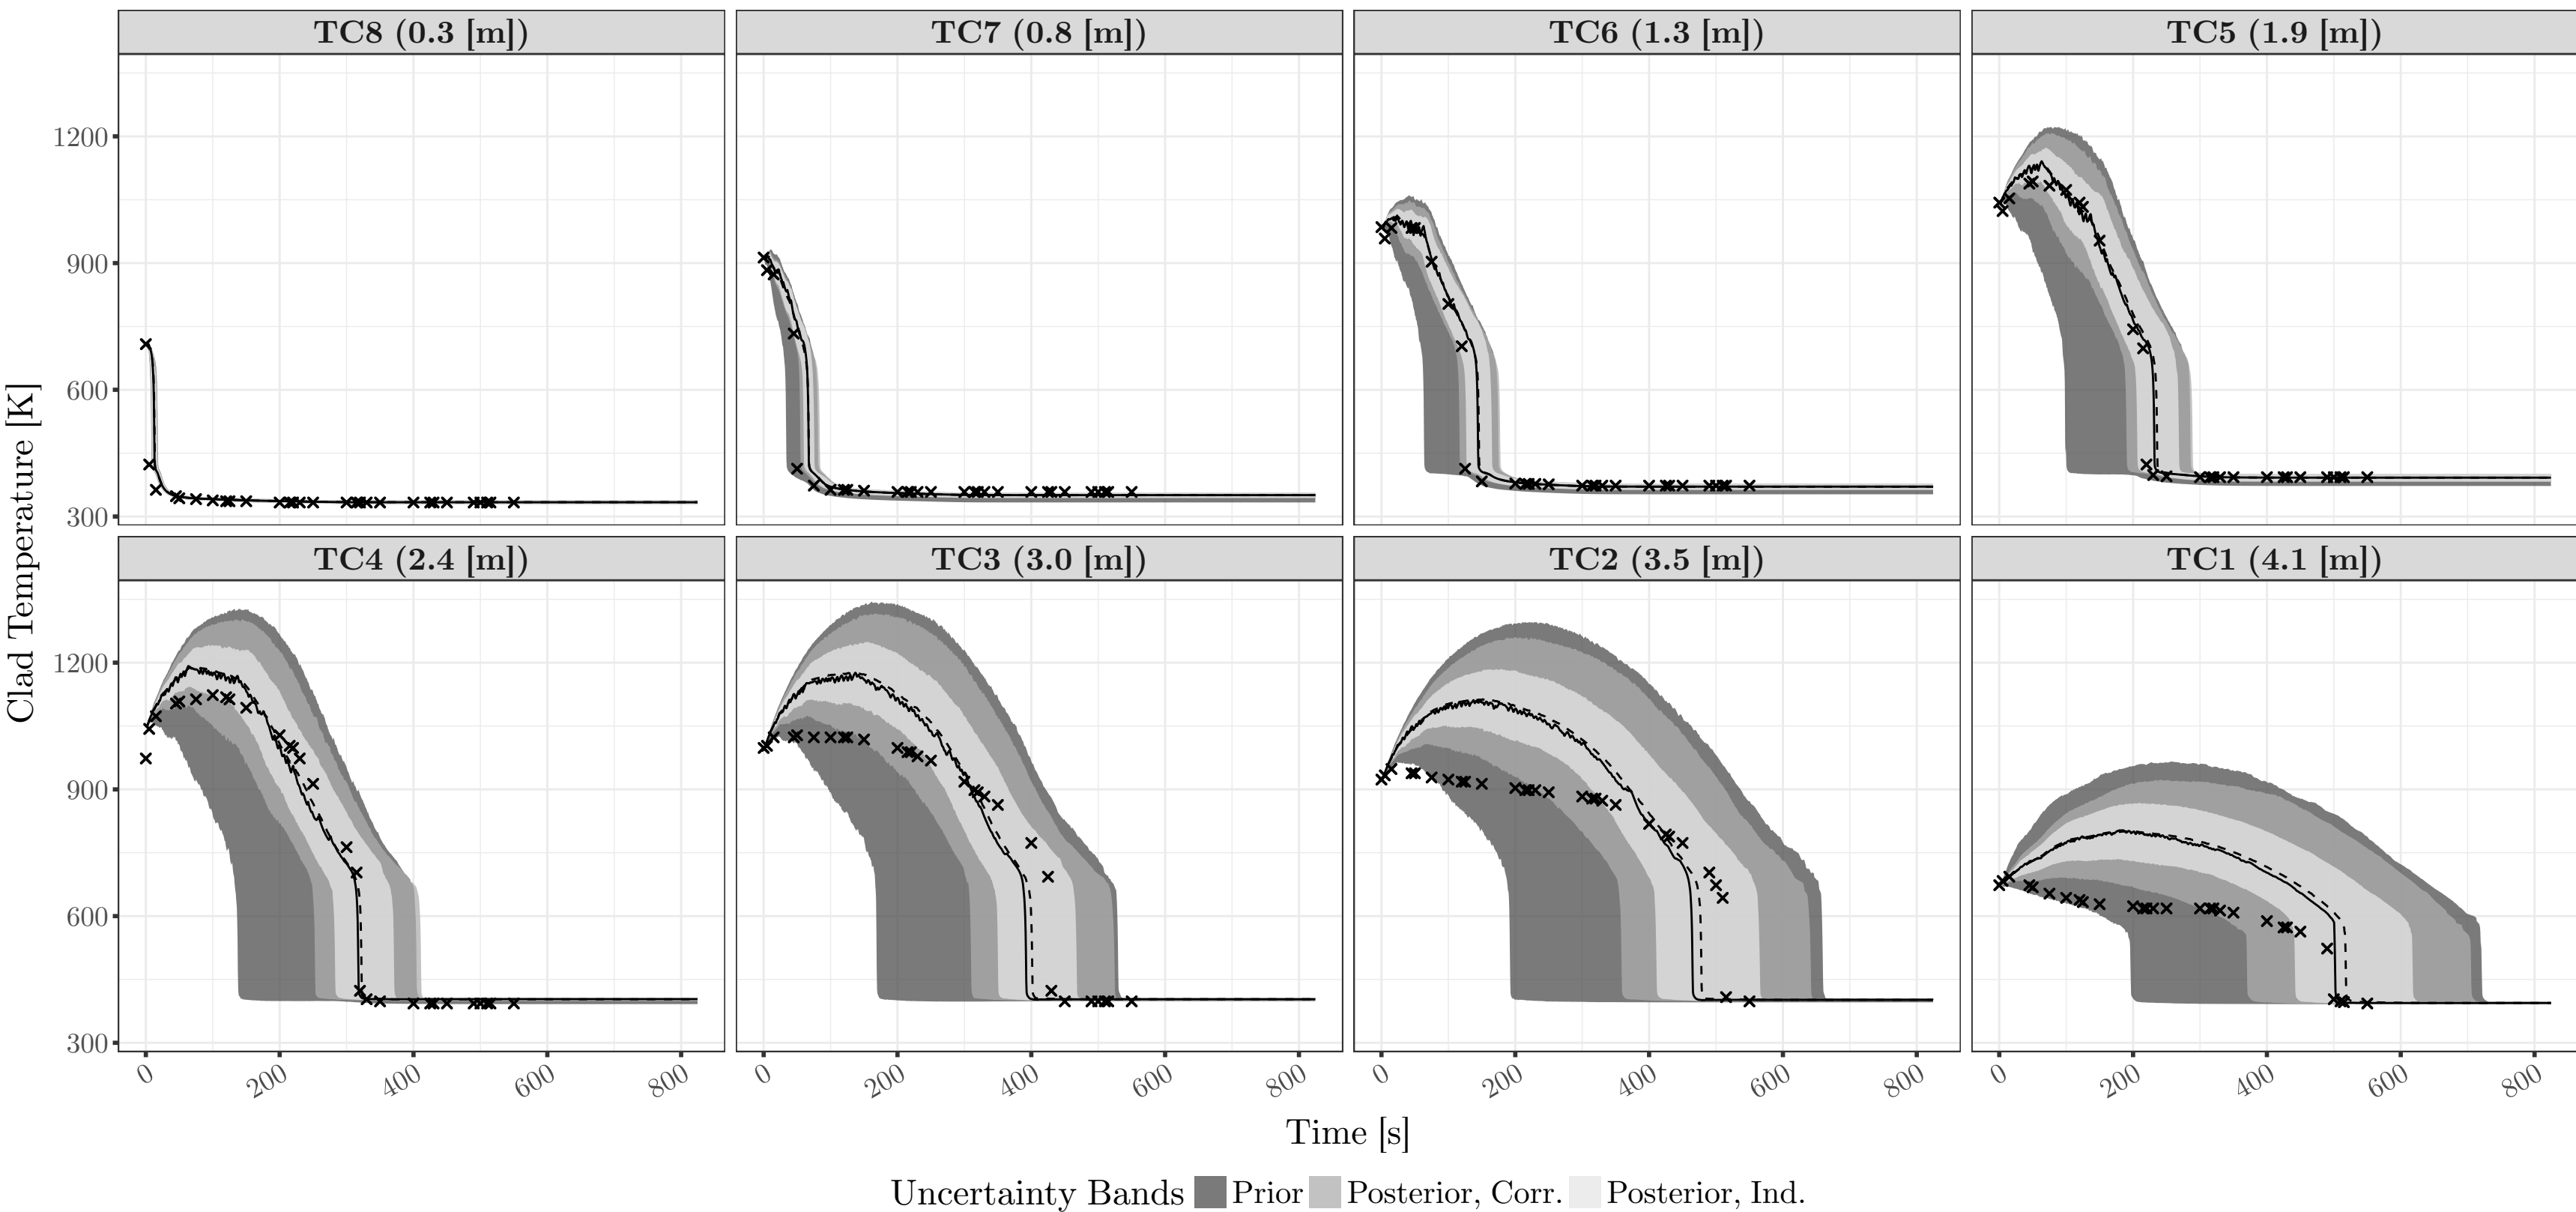 TC8 (0.3 [m])
TC7 (0.8 [m])
TC6 (1.3 [m])
TC5 (1.9 [m])
1200
900
600
300
TC4 (2.4 [m])
TC3 (3.0 [m])
TC2 (3.5 [m])
TC1 (4.1 [m])
1200
900
600
300
Clad Temperature [K]
0 200 400 600 800 0 200 400 600 800 0 200 400 600 800 0 200 400 600 800
Time [s]
Uncertainty Bands Prior Posterior, Corr. Posterior, Ind.